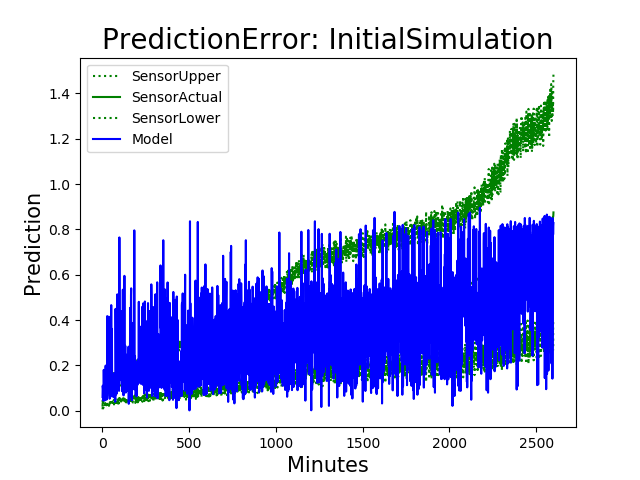 PredictionError: InitialSimulation
SensorUpper
SensorActual
SensorLower
Model
1.4
1.2
1.0
0.8
0.6
0.4
0.2
0.0
Prediction
0 500 1000 1500 2000 2500
Minutes